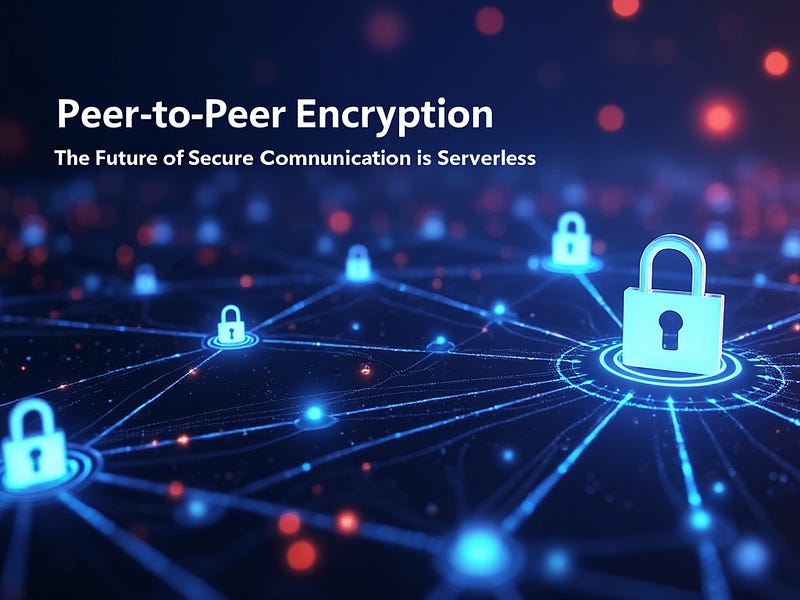 Peer-to-Peer Encryption
The Future of Secure Comnunication is Serverless